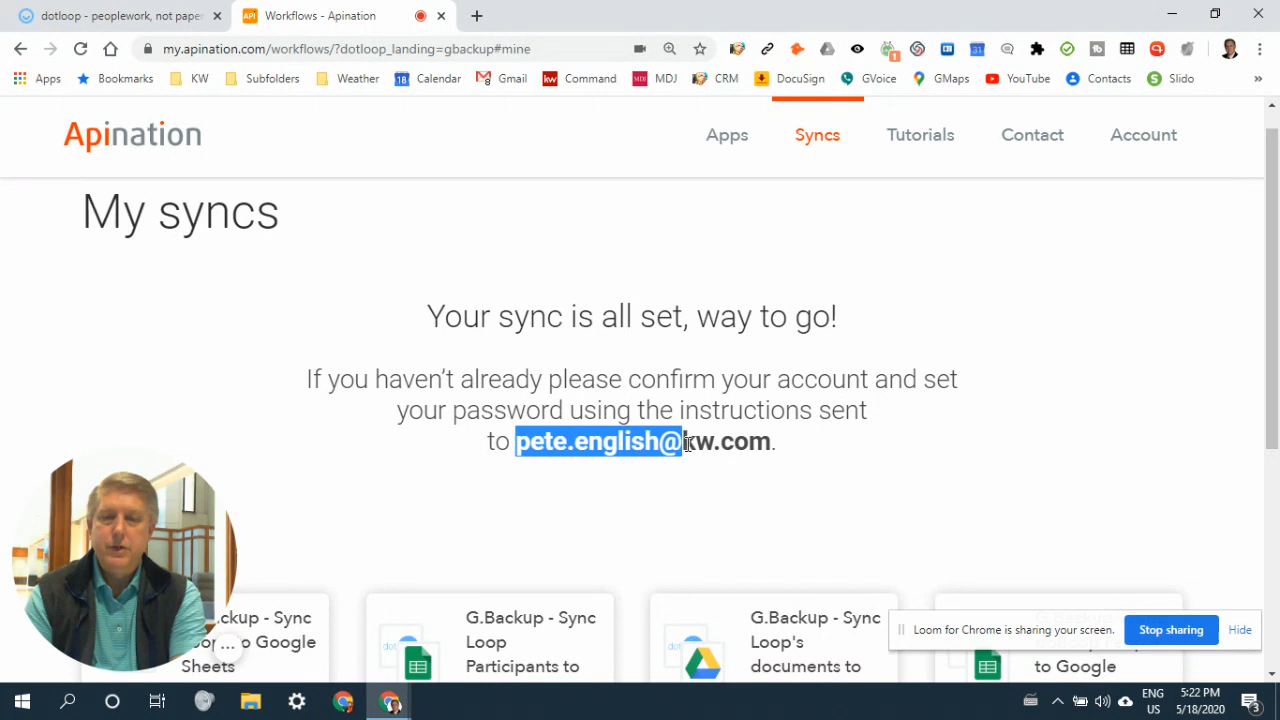 dotloop - peoplework, not paper
Workflows - Apination
my.apination.com/workflows/?dotloop_landing=gbackup#mine
Apps
Bookmarks
KW
Subfolders
Weather
Calendar
Gmail
Command
MDJ
CRM
DocuSign
GVoice
GMaps
YouTube
Contacts
Slido
Apination
Apps
Syncs
Tutorials
Contact
Account
My syncs
Your sync is all set, way to go!
If you haven't already please confirm your account and set
your password using the instructions sent
to pete.english@kw.com.
G.Backup - Sync
Loop
Participants to
G.Backup - Sync
Loop's
documents to
to Google
Sheets
to Google
Loom for Chrome is sharing your screen.
Stop sharing
Hide
ENG
US
5:22 PM
5/18/2020